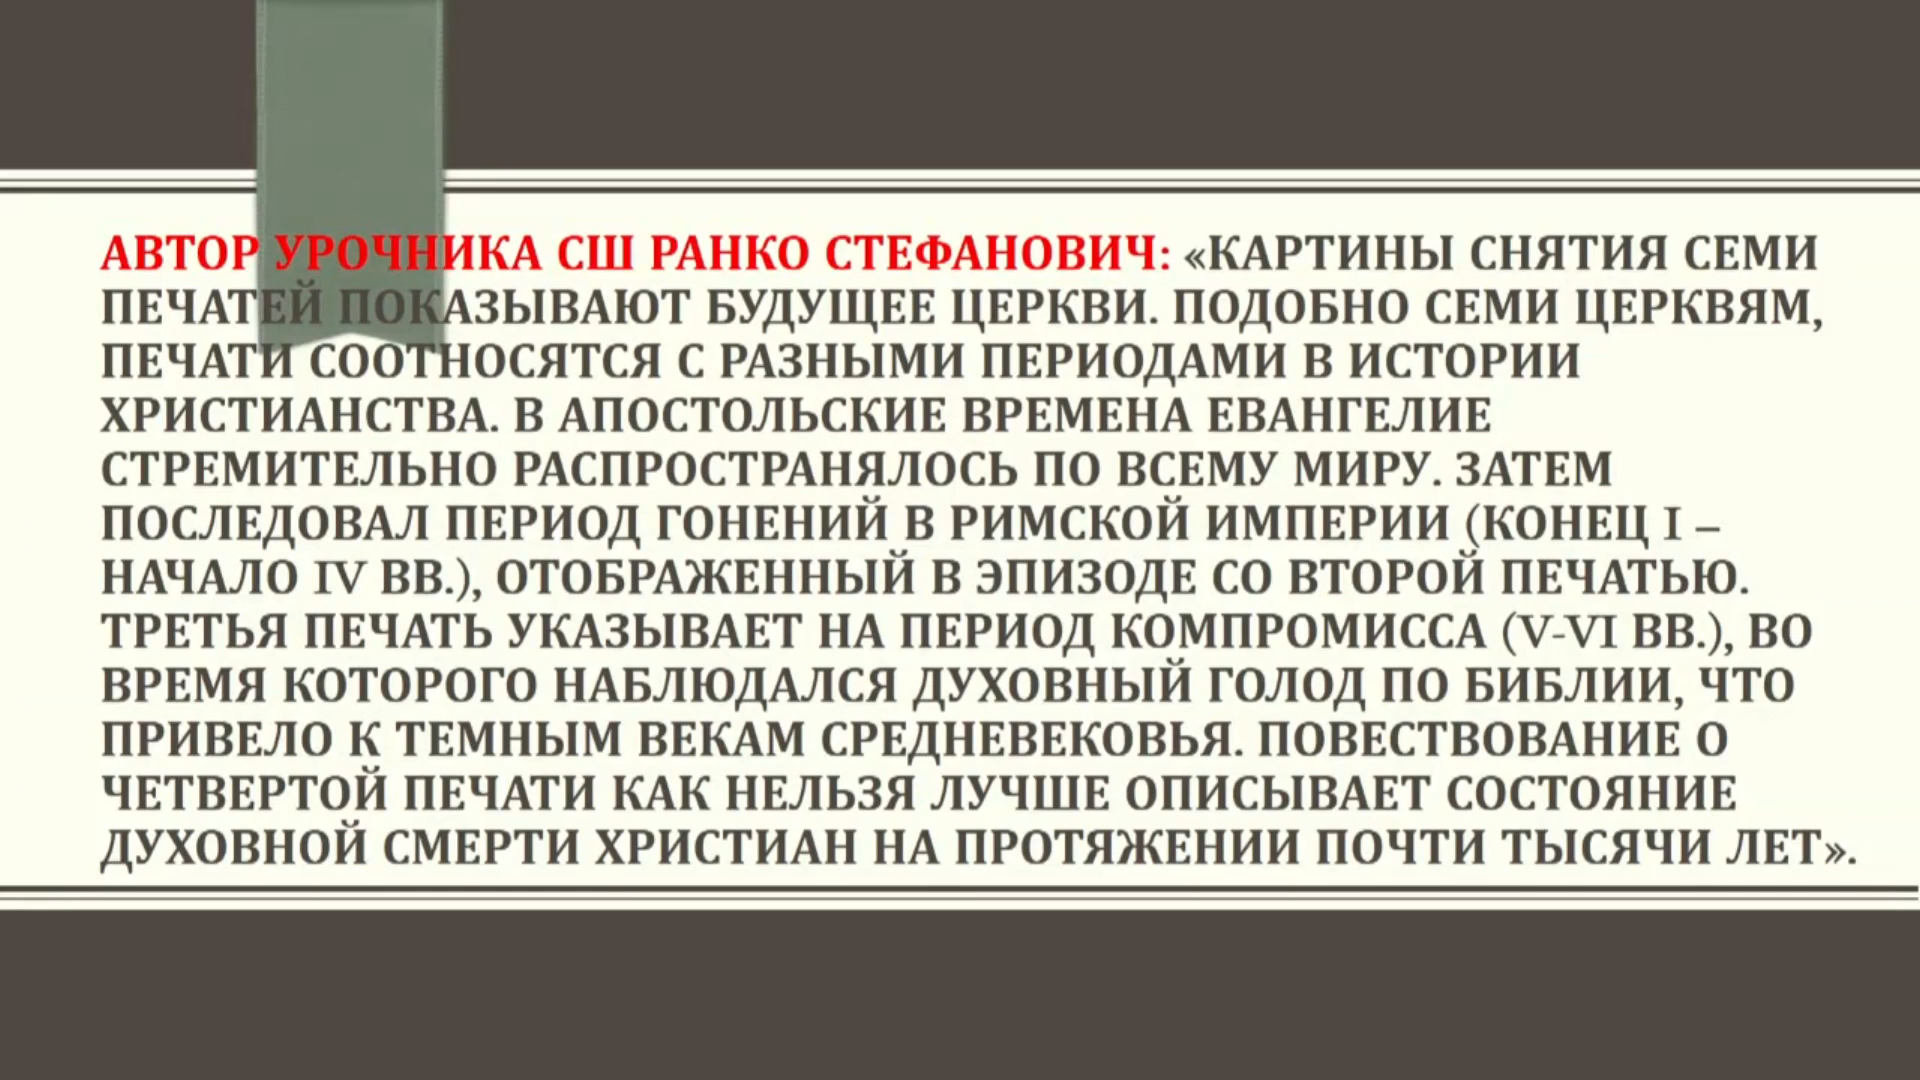 АВТОР УРОЧНИКА СШ РАНКО СТЕФАНОВИЧ: «КАРТИНЫ СНЯТИЯ СЕМИ
ПЕЧАТЕЙ ПОКАЗЫВАЮТ БУДУЩЕЕ ЦЕРКВИ. ПОДОБНО СЕМИ ЦЕРКВЯМ,
ПЕЧАТИ СООТНОСЯТСЯ С РАЗНЫМИ ПЕРИОДАМИ В ИСТОРИИ
ХРИСТИАНСТВА. В АПОСТОЛЬСКИЕ ВРЕМЕНА ЕВАНГЕЛИЕ
СТРЕМИТЕЛЬНО РАСПРОСТРАНЯЛОСЬ ПО ВСЕМУ МИРУ. ЗАТЕМ
ПОСЛЕДОВАЛ ПЕРИОД ГОНЕНИЙ В РИМСКОЙ ИМПЕРИИ (КОНЕЦ I –
НАЧАЛО IV ВВ.), ОТОБРАЖЕННЫЙ В ЭПИЗОДЕ СО ВТОРОЙ ПЕЧАТЬЮ.
ТРЕТЬЯ ПЕЧАТЬ УКАЗЫВАЕТ НА ПЕРИОД КОМПРОМИССА (V-VI ВВ.), ВО
ВРЕМЯ КОТОРОГО НАБЛЮДАЛСЯ ДУХОВНЫЙ ГОЛОД ПО БИБЛИИ, ЧТО
ПРИВЕЛО К ТЕМНЫМ ВЕКАМ СРЕДНЕВЕКОВЬЯ. ПОВЕСТВОВАНИЕ О
ЧЕТВЕРТОЙ ПЕЧАТИ КАК НЕЛЬЗЯ ЛУЧШЕ ОПИСЫВАЕТ СОСТОЯНИЕ
ДУХОВНОЙ СМЕРТИ ХРИСТИАН НА ПРОТЯЖЕНИИ ПОЧТИ ТЫСЯЧИ ЛЕТ».